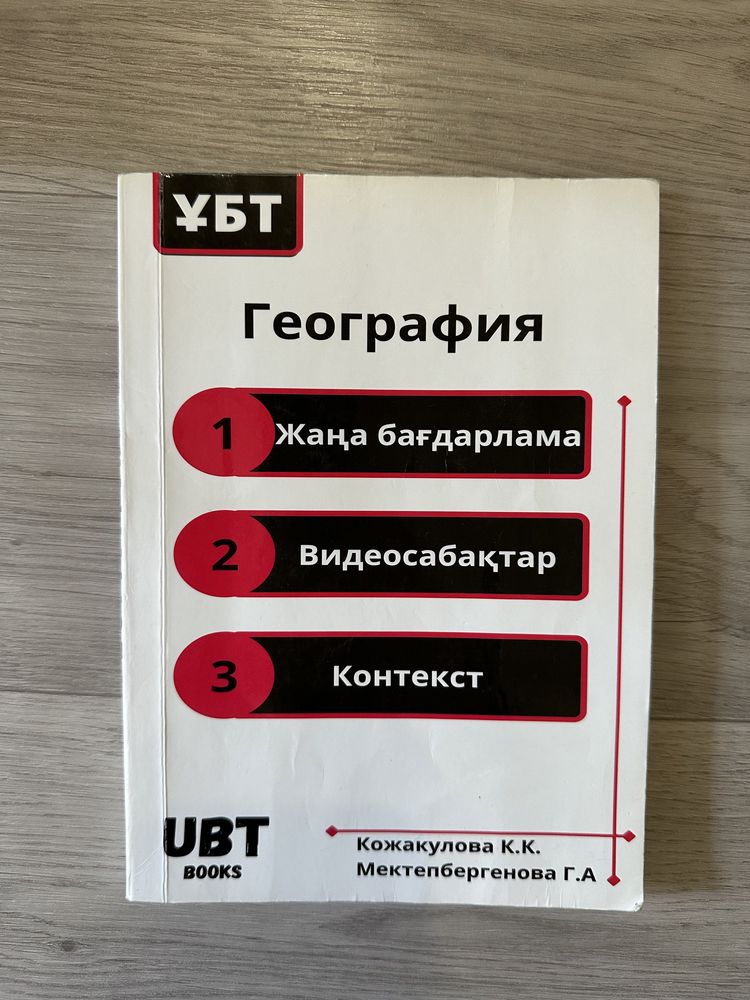 ҰБТ
География
1 Жаңа бағдарлама
2 Видеосабақтар
3 Контекст
UBT
BOOKS
Кожакулова К.К.
Мектепбергенова Г.А